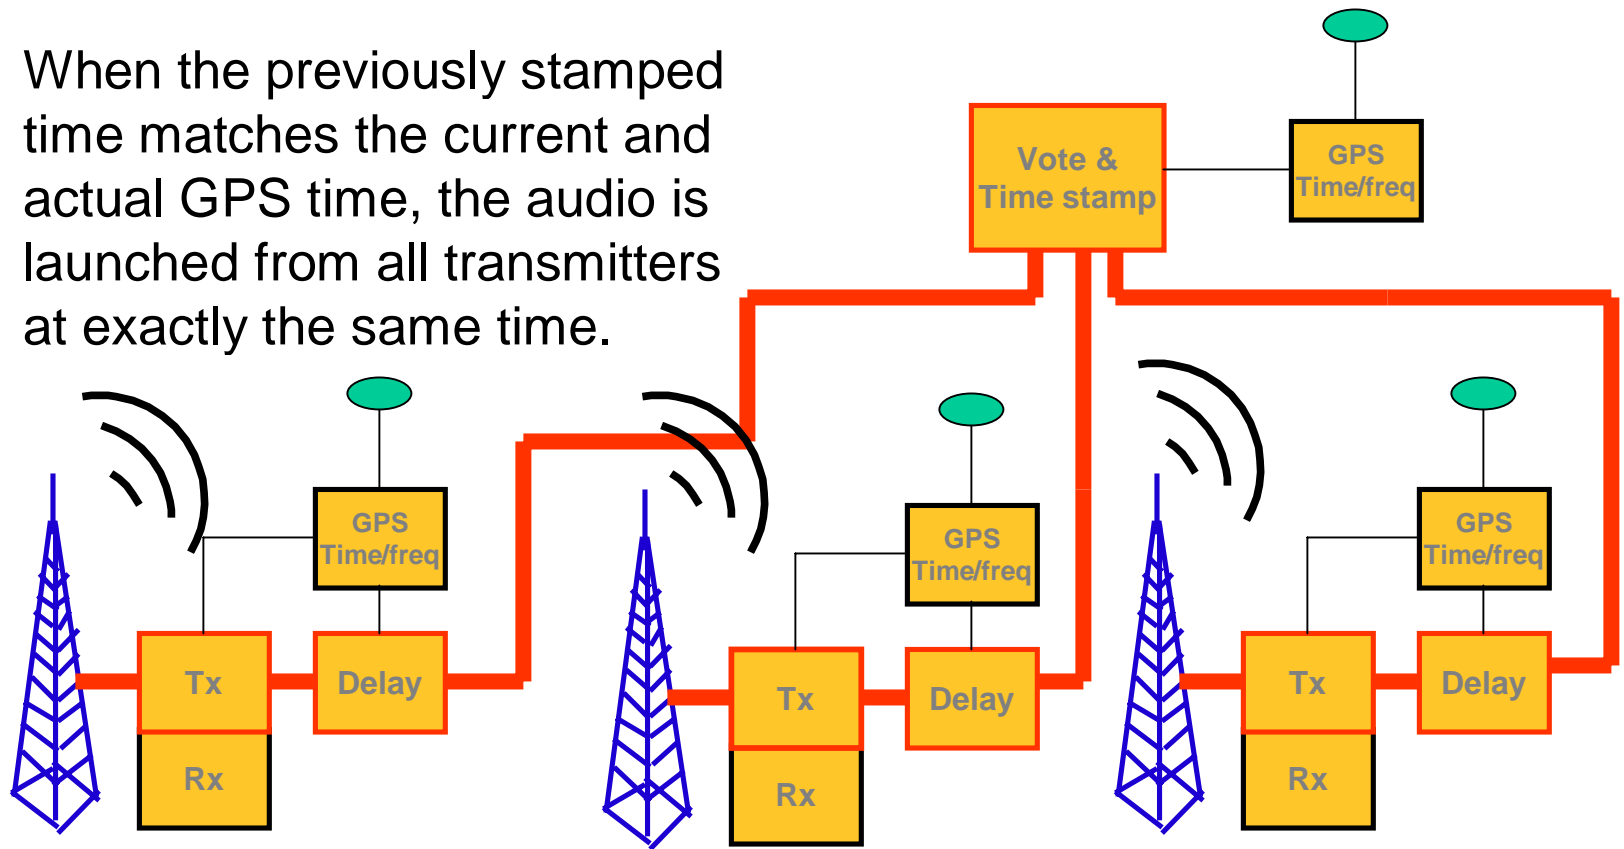 When the previously stamped
time matches the current and
actual GPS time, the audio is
launched from all transmitters
at exactly the same time.
Vote &
Time stamp
GPS
Time/freq
GPS
Time/freq
Tx
Delay
Rx
GPS
Time/freq
Tx
Delay
Rx
GPS
Time/freq
Tx
Delay
Rx